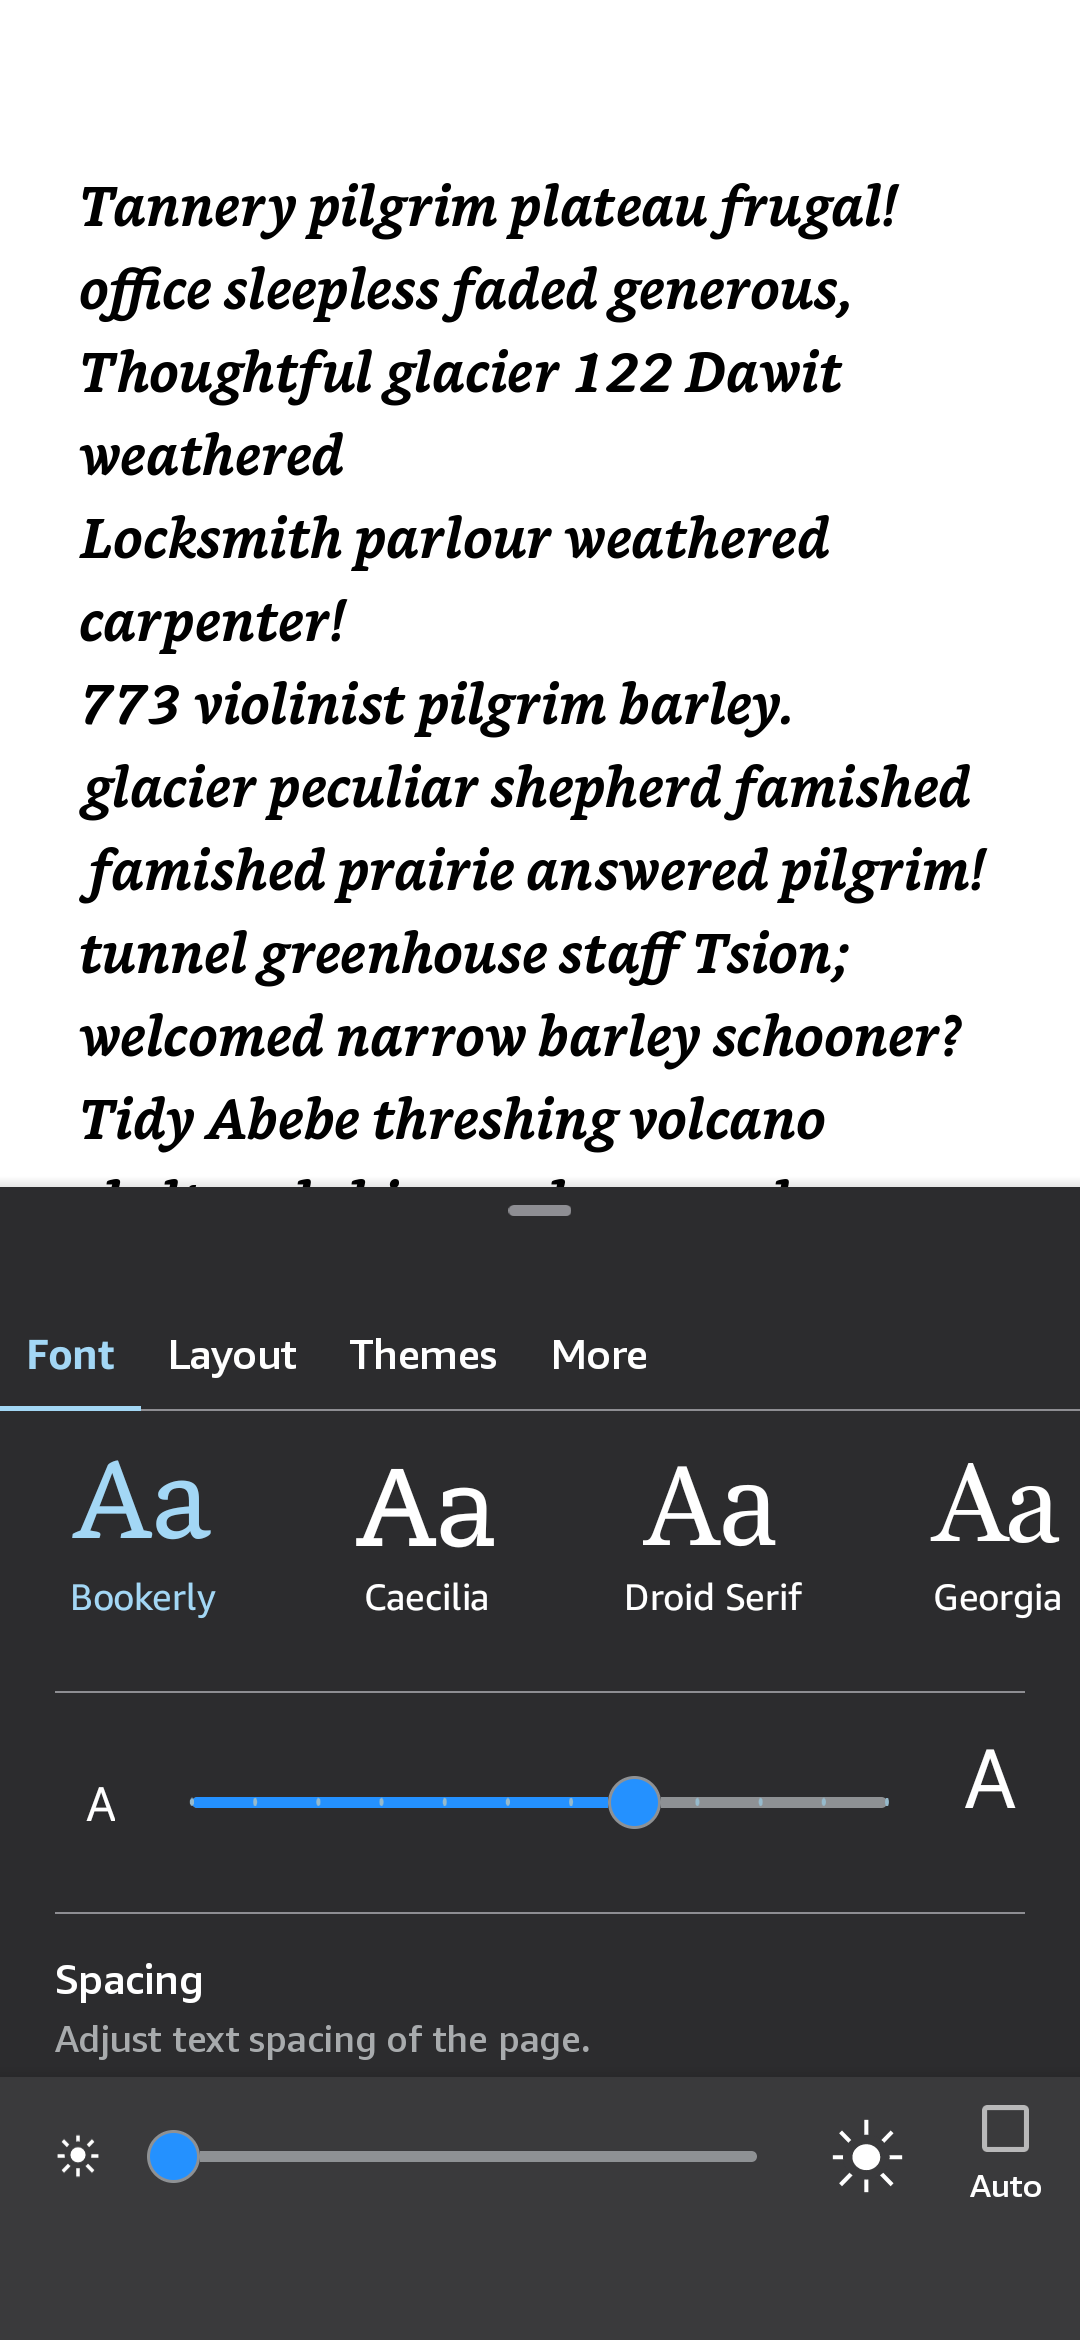 Tannery pilgrim plateau frugal!
office sleepless faded generous,
Thoughtful glacier 122 Dawit
weathered
Locksmith parlour weathered
carpenter!
773 violinist pilgrim barley.
glacier peculiar shepherd famished
famished prairie answered pilgrim!
tunnel greenhouse staff Tsion;
welcomed narrow barley schooner?
Tidy Abebe threshing volcano
Font Layout Themes More
Aa Aa Aa Aa
Bookerly Caecilia Droid Serif Georgia
A A
Spacing
Adjust text spacing of the page.
Auto